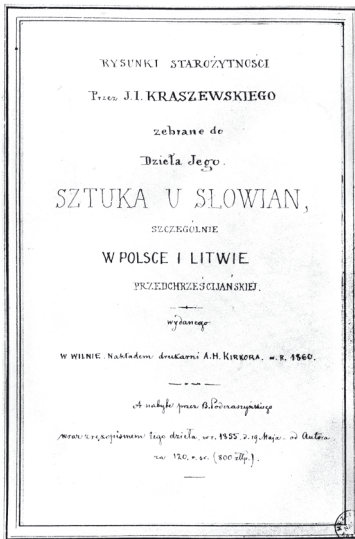 RYSUNKI STAROŻYTNOŚCI
Przez J. I. KRASZEWSKIEGO
zebrane do
Dzieła Jego.
SZTUKA U SŁOWIAN,
SZCZEGÓLNIE
W POLSCE I LITWIE
PRZEDCHRZEŚCIJAŃSKIEJ.
wydanego
W WILNIE. Nakładem drukarni A. H. KIRKORA. w. R. 1860.
A nabyte przez B. Podczaszyńskiego
wraz z rękopismem tego dzieła, w r. 1855. d. 19. Maja. od Autora
za 120. r. sr. (800 złtp.).